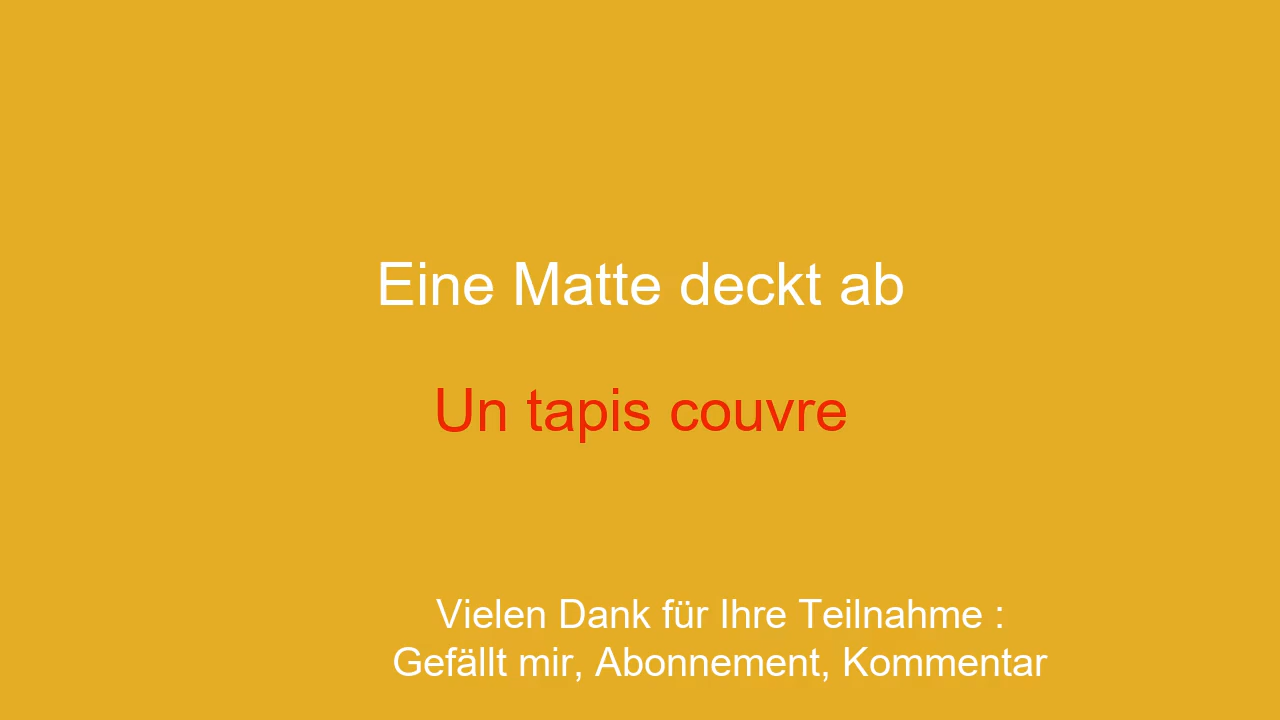 Eine Matte deckt ab
Un tapis couvre
Vielen Dank für Ihre Teilnahme :
Gefällt mir, Abonnement, Kommentar